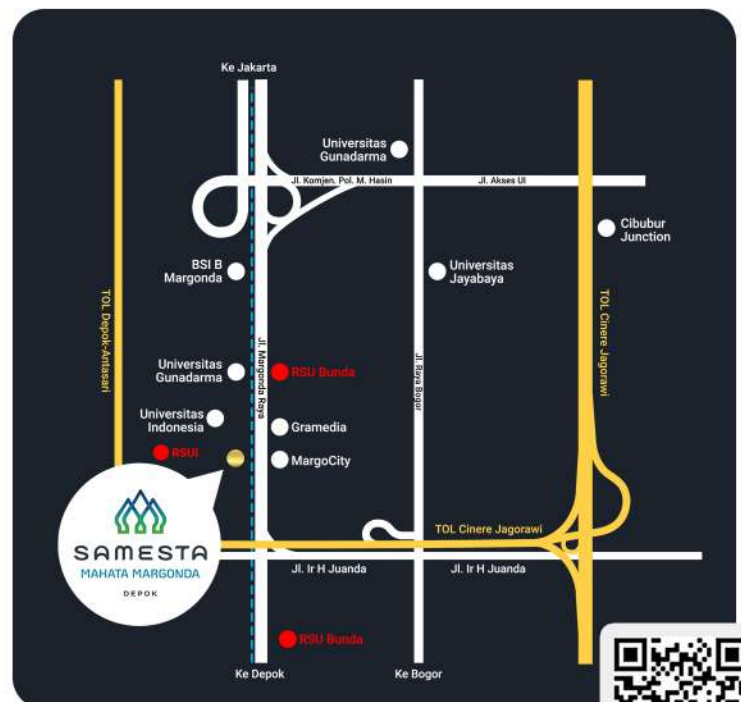 Ke Jakarta
Universitas
Gunadarma
Jl. Komjen. Pol. M. Hasin
Jl. Akses UI
Cibubur
Junction
BSI B
Margonda
Universitas
Jayabaya
TOL Depok-Antasari
Jl. Margonda Raya
Jl. Raya Bogor
TOL Cinere Jagorawi
Universitas
Gunadarma
RSU Bunda
Universitas
Indonesia
Gramedia
RSUI
MargoCity
SAMESTA
MAHATA MARGONDA
DEPOK
TOL Cinere Jagorawi
Jl. Ir H Juanda
Jl. Ir H Juanda
RSU Bunda
Ke Depok
Ke Bogor